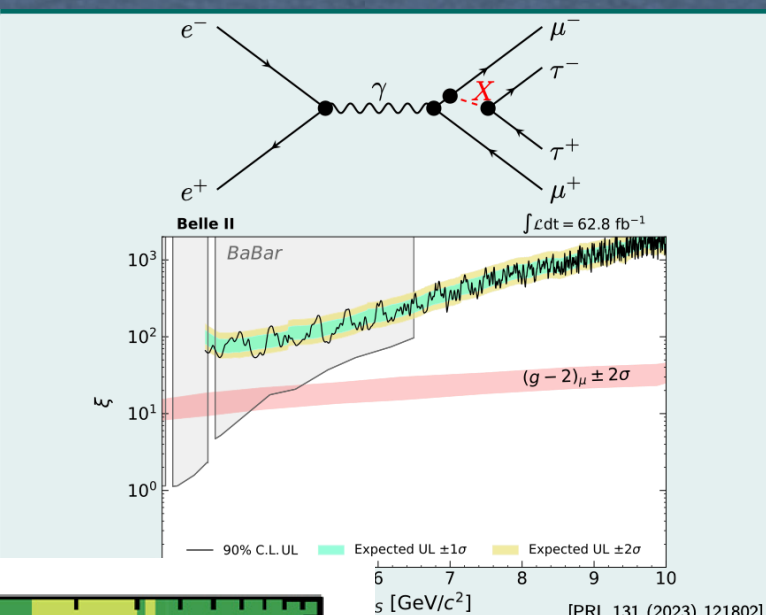 e⁻
μ⁻
τ⁻
X
γ
τ⁺
e⁺
μ⁺
Belle II
∫ℒdt = 62.8 fb⁻¹
BaBar
10³
10²
(g − 2)μ ± 2σ
10¹
ξ
10⁰
90% C.L. UL
Expected UL ±1σ
Expected UL ±2σ
6 7 8 9 10
s [GeV/c²]
[PRL 131 (2023) 121802]